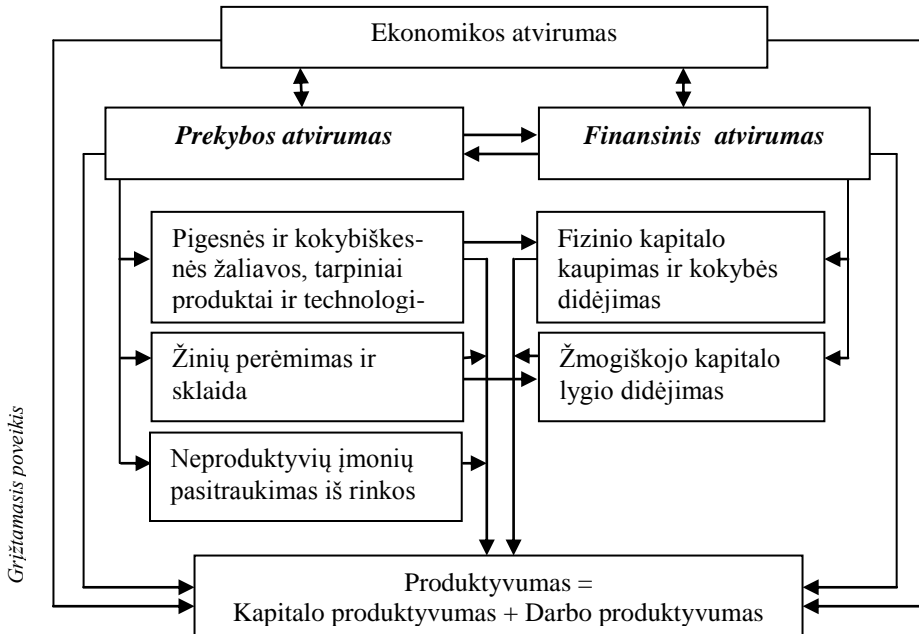 Ekonomikos atvirumas
Prekybos atvirumas
Finansinis atvirumas
Pigesnės ir kokybiškes-
nės žaliavos, tarpiniai
produktai ir technologi-
Fizinio kapitalo
kaupimas ir kokybės
didėjimas
Žinių perėmimas ir
sklaida
Žmogiškojo kapitalo
lygio didėjimas
Neproduktyvių įmonių
pasitraukimas iš rinkos
Grįžtamasis poveikis
Produktyvumas =
Kapitalo produktyvumas + Darbo produktyvumas